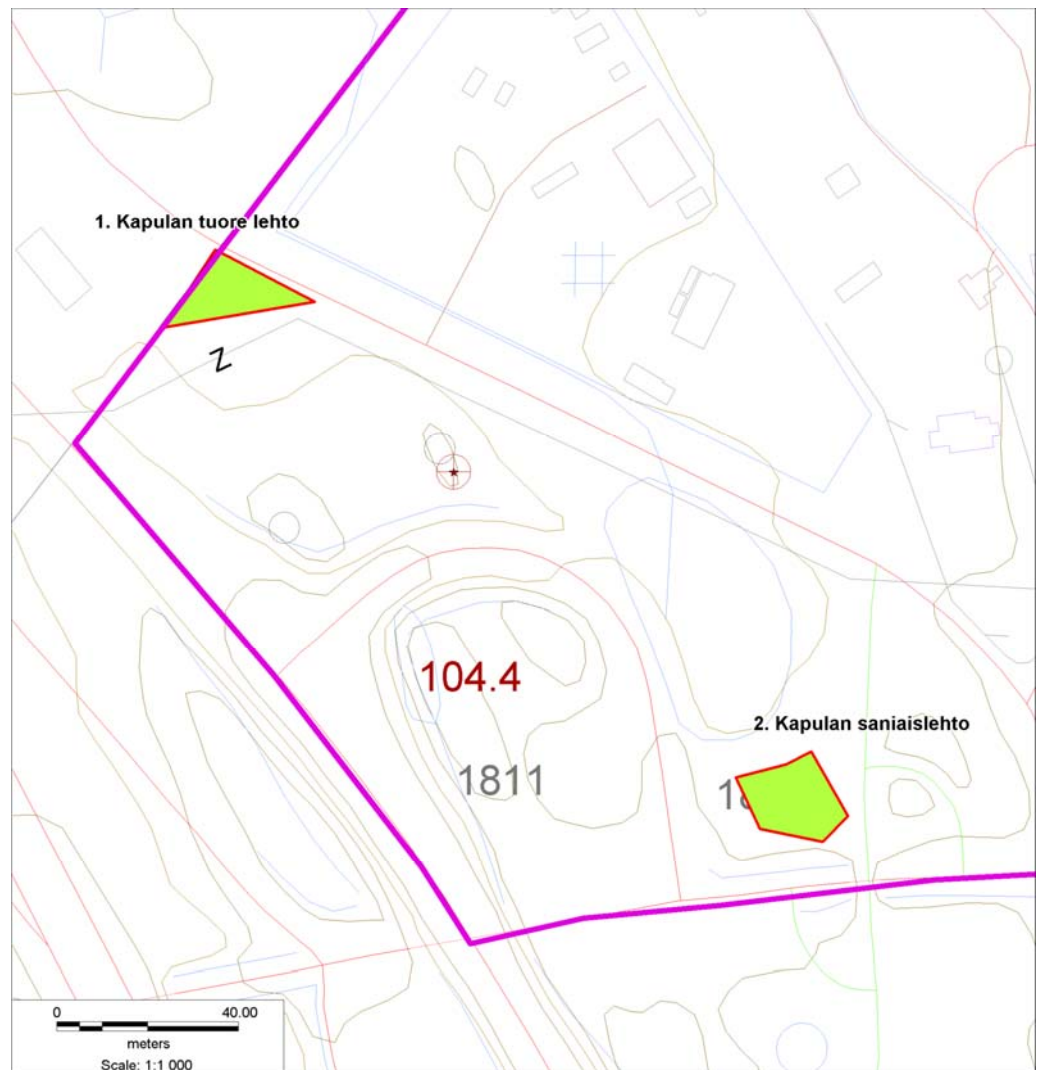 1. Kapulan tuore lehto
N
104.4
2. Kapulan saniaislehto
1811
0 40.00
meters
Scale: 1:1 000